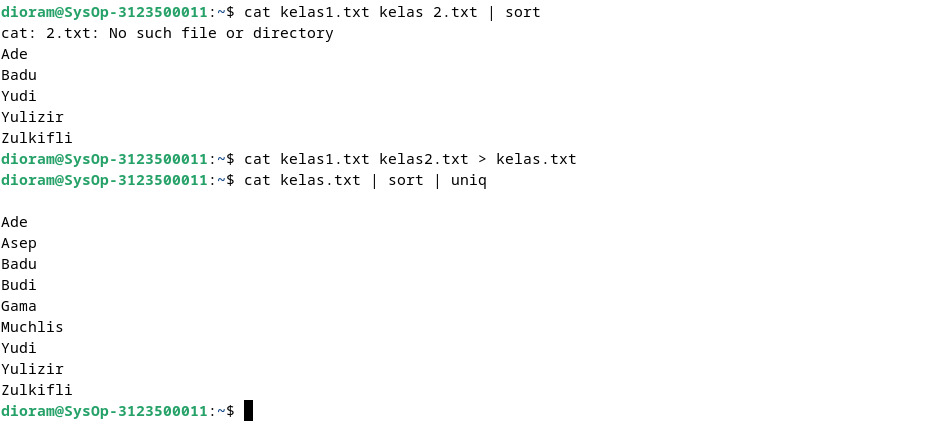 dioram@SysOp-3123500011:~$ cat kelas1.txt kelas 2.txt | sort
cat: 2.txt: No such file or directory
Ade
Badu
Yudi
Yulizir
Zulkifli
dioram@SysOp-3123500011:~$ cat kelas1.txt kelas2.txt > kelas.txt
dioram@SysOp-3123500011:~$ cat kelas.txt | sort | uniq

Ade
Asep
Badu
Budi
Gama
Muchlis
Yudi
Yulizir
Zulkifli
dioram@SysOp-3123500011:~$